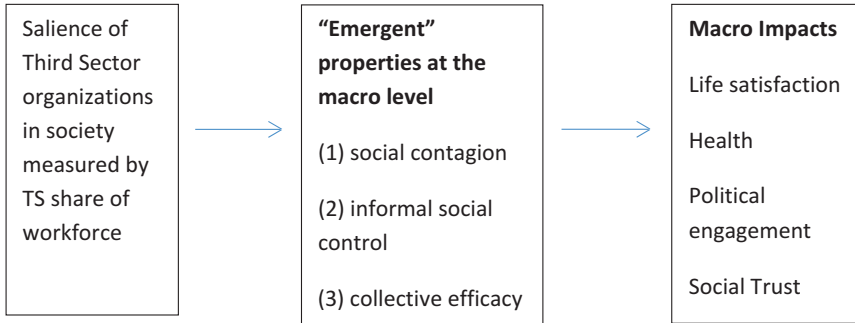 Salience of
Third Sector
organizations
in society
measured by
TS share of
workforce
“Emergent”
properties at the
macro level
(1) social contagion
(2) informal social
control
(3) collective efficacy
Macro Impacts
Life satisfaction
Health
Political
engagement
Social Trust